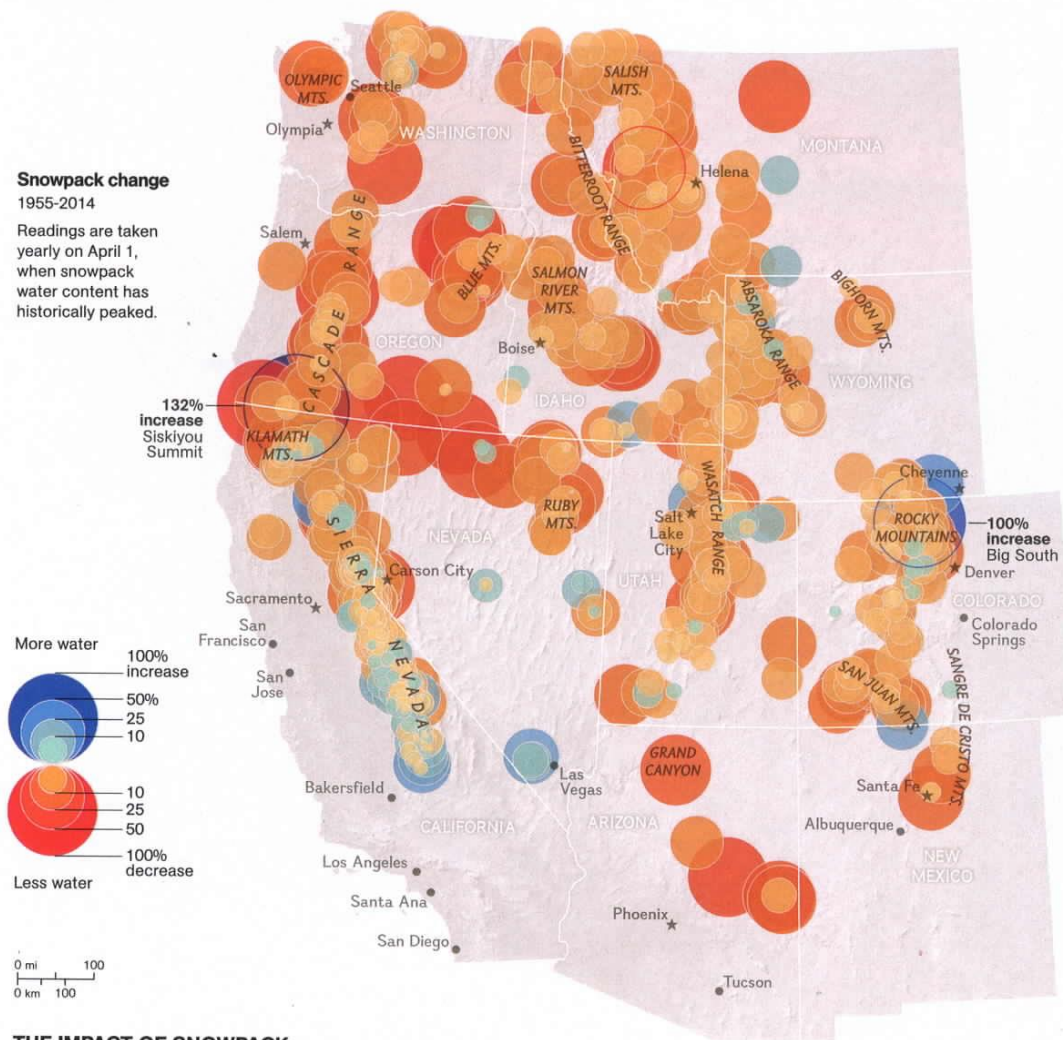 OLYMPIC
MTS.
Seattle
Olympia
WASHINGTON
SALISH
MTS.
MONTANA
BITTERROOT RANGE
Helena
Snowpack change
1955-2014
Readings are taken
yearly on April 1,
when snowpack
water content has
historically peaked.
Salem
CASCADE RANGE
BLUE MTS.
SALMON
RIVER
MTS.
ABSAROKA RANGE
BIGHORN MTS.
OREGON
Boise
IDAHO
WYOMING
132%
increase
Siskiyou
Summit
KLAMATH
MTS.
Cheyenne
SIERRA NEVADA
RUBY
MTS.
WASATCH RANGE
Salt
Lake
City
ROCKY
MOUNTAINS
100%
increase
Big South
NEVADA
UTAH
Denver
Carson City
COLORADO
Sacramento
Colorado
Springs
San
Francisco
San
Jose
SAN JUAN MTS.
SANGRE DE CRISTO MTS.
More water
100%
increase
50%
25
10
10
25
50
100%
decrease
Less water
GRAND
CANYON
Las
Vegas
Bakersfield
Santa Fe
CALIFORNIA
ARIZONA
Albuquerque
NEW
MEXICO
Los Angeles
Santa Ana
Phoenix
San Diego
Tucson
0 mi 100
0 km 100
THE IMPACT OF SNOWPACK